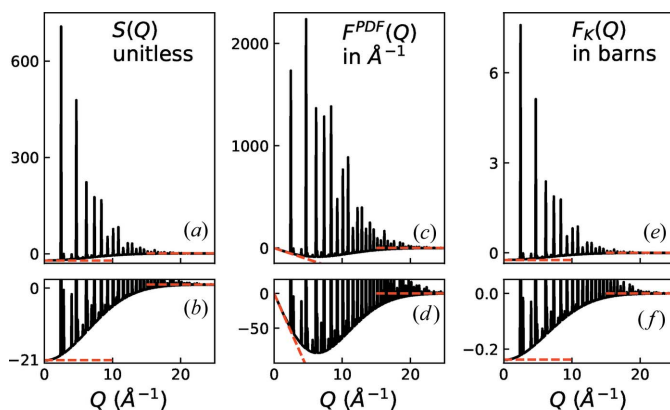 S(Q)
unitless
600
300
0
(a)
0
−21
(b)
0
10
20
Q (Å⁻¹)
F^{PDF}(Q)
in Å⁻¹
2000
1000
0
(c)
0
−50
(d)
0
10
20
Q (Å⁻¹)
F_K(Q)
in barns
6
3
0
(e)
0.0
−0.2
(f)
0
10
20
Q (Å⁻¹)